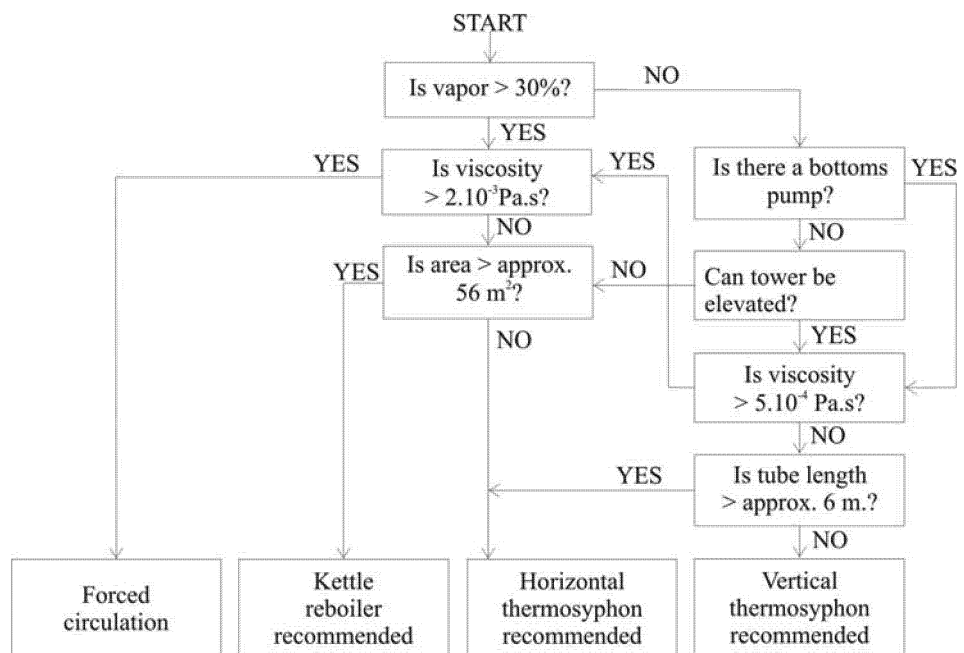 START
Is vapor > 30%?
NO
YES
YES
Is viscosity
> 2.10⁻³Pa.s?
YES
Is there a bottoms
pump?
YES
NO
NO
YES
Is area > approx.
56 m²?
NO
Can tower be
elevated?
NO
YES
Is viscosity
> 5.10⁻⁴ Pa.s?
NO
YES
Is tube length
> approx. 6 m.?
NO
Forced
circulation
Kettle
reboiler
recommended
Horizontal
thermosyphon
recommended
Vertical
thermosyphon
recommended